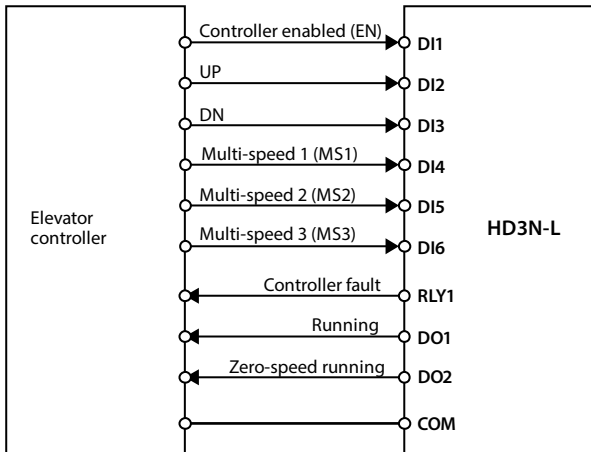 Controller enabled (EN)
DI1
UP
DI2
DN
DI3
Multi-speed 1 (MS1)
DI4
Multi-speed 2 (MS2)
DI5
Multi-speed 3 (MS3)
DI6
Elevator
controller
HD3N-L
Controller fault
RLY1
Running
DO1
Zero-speed running
DO2
COM